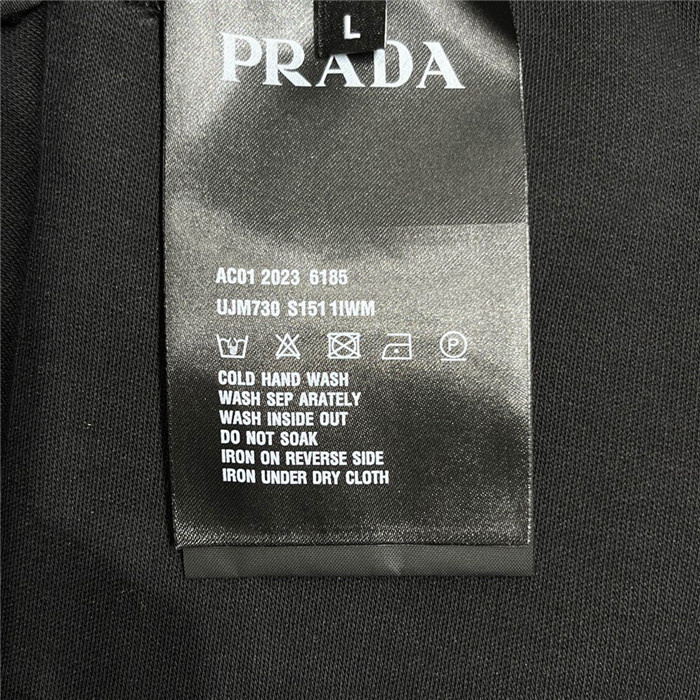 L
PRADA
AC01 2023 6185
UJM730 S151 1IWM
P
COLD HAND WASH
WASH SEP ARATELY
WASH INSIDE OUT
DO NOT SOAK
IRON ON REVERSE SIDE
IRON UNDER DRY CLOTH